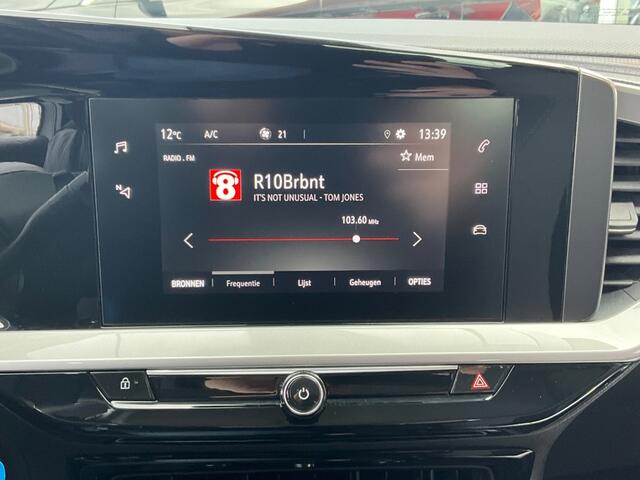 12°C A/C 21 13:39
RADIO . FM
Mem
8 R10Brbnt
IT'S NOT UNUSUAL - TOM JONES
103.60 MHz
N
BRONNEN Frequentie Lijst Geheugen OPTIES